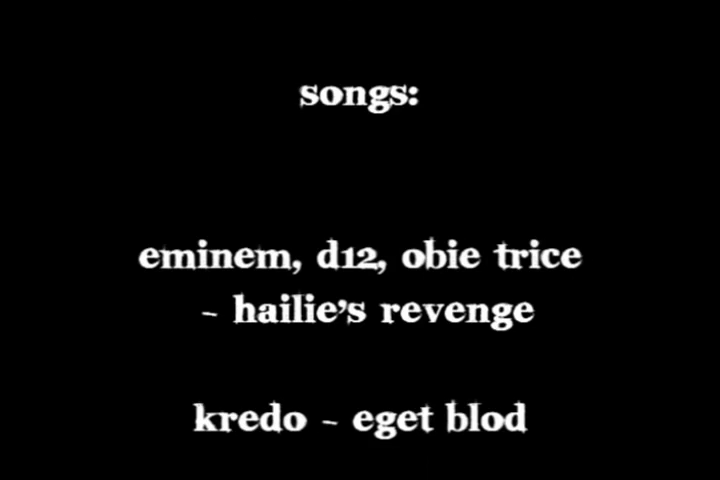 songs:
eminem, d12, obie trice
- hailie's revenge
kredo - eget blod